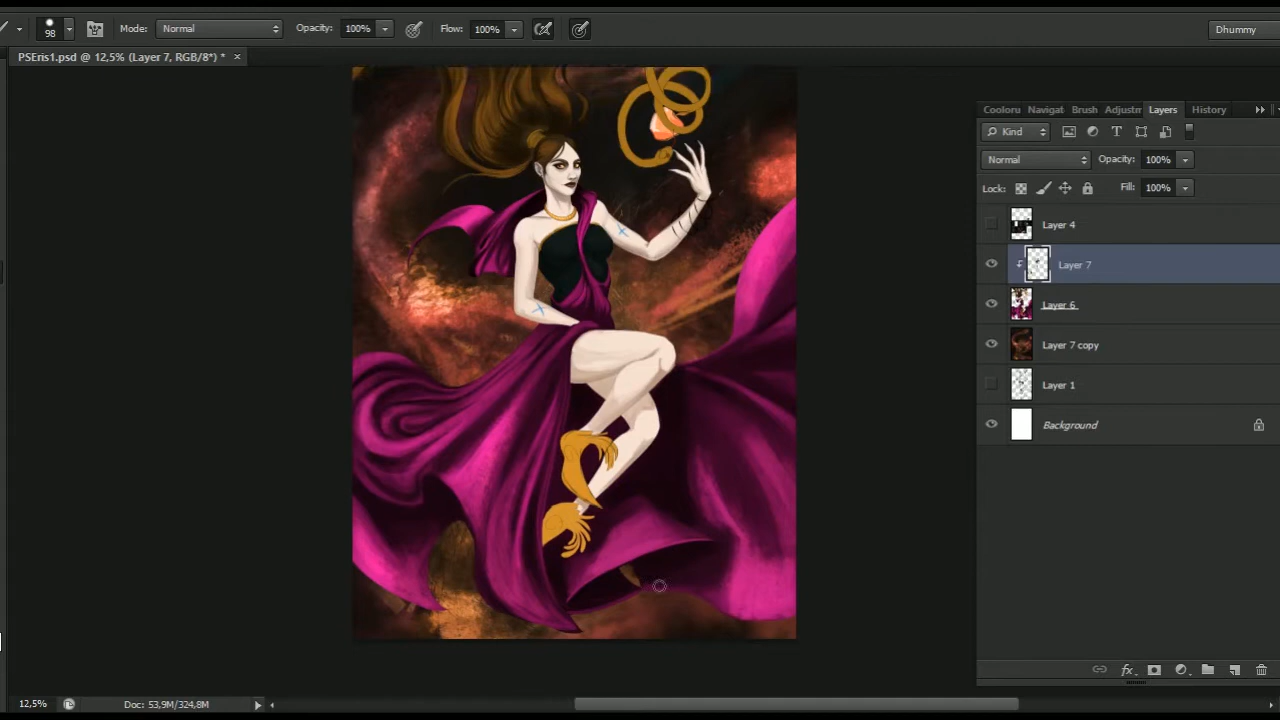 98 Mode: Normal Opacity: 100% Flow: 100% Dhummy
PSEris1.psd @ 12,5% (Layer 7, RGB/8*) * ×
Cooloru Navigat Brush Adjustm Layers History
Kind
Normal Opacity: 100%
Lock: Fill: 100%
Layer 4
Layer 7
Layer 6
Layer 7 copy
Layer 1
Background
fx
12,5% Doc: 53,9M/324,8M